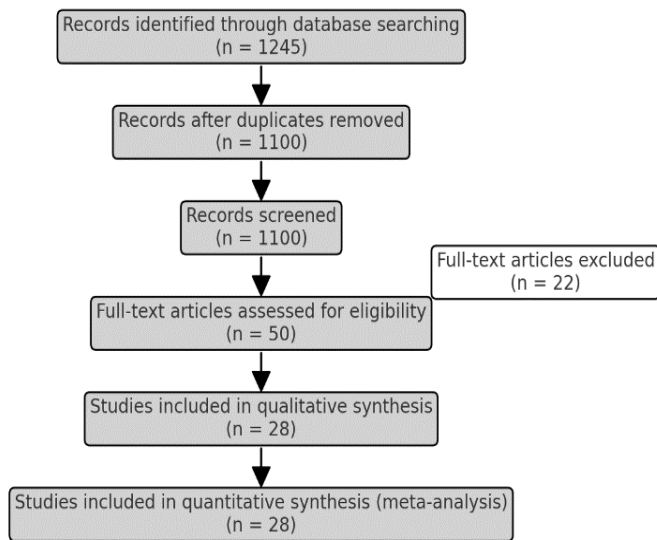 Records identified through database searching
(n = 1245)
Records after duplicates removed
(n = 1100)
Records screened
(n = 1100)
Full-text articles excluded
(n = 22)
Full-text articles assessed for eligibility
(n = 50)
Studies included in qualitative synthesis
(n = 28)
Studies included in quantitative synthesis (meta-analysis)
(n = 28)